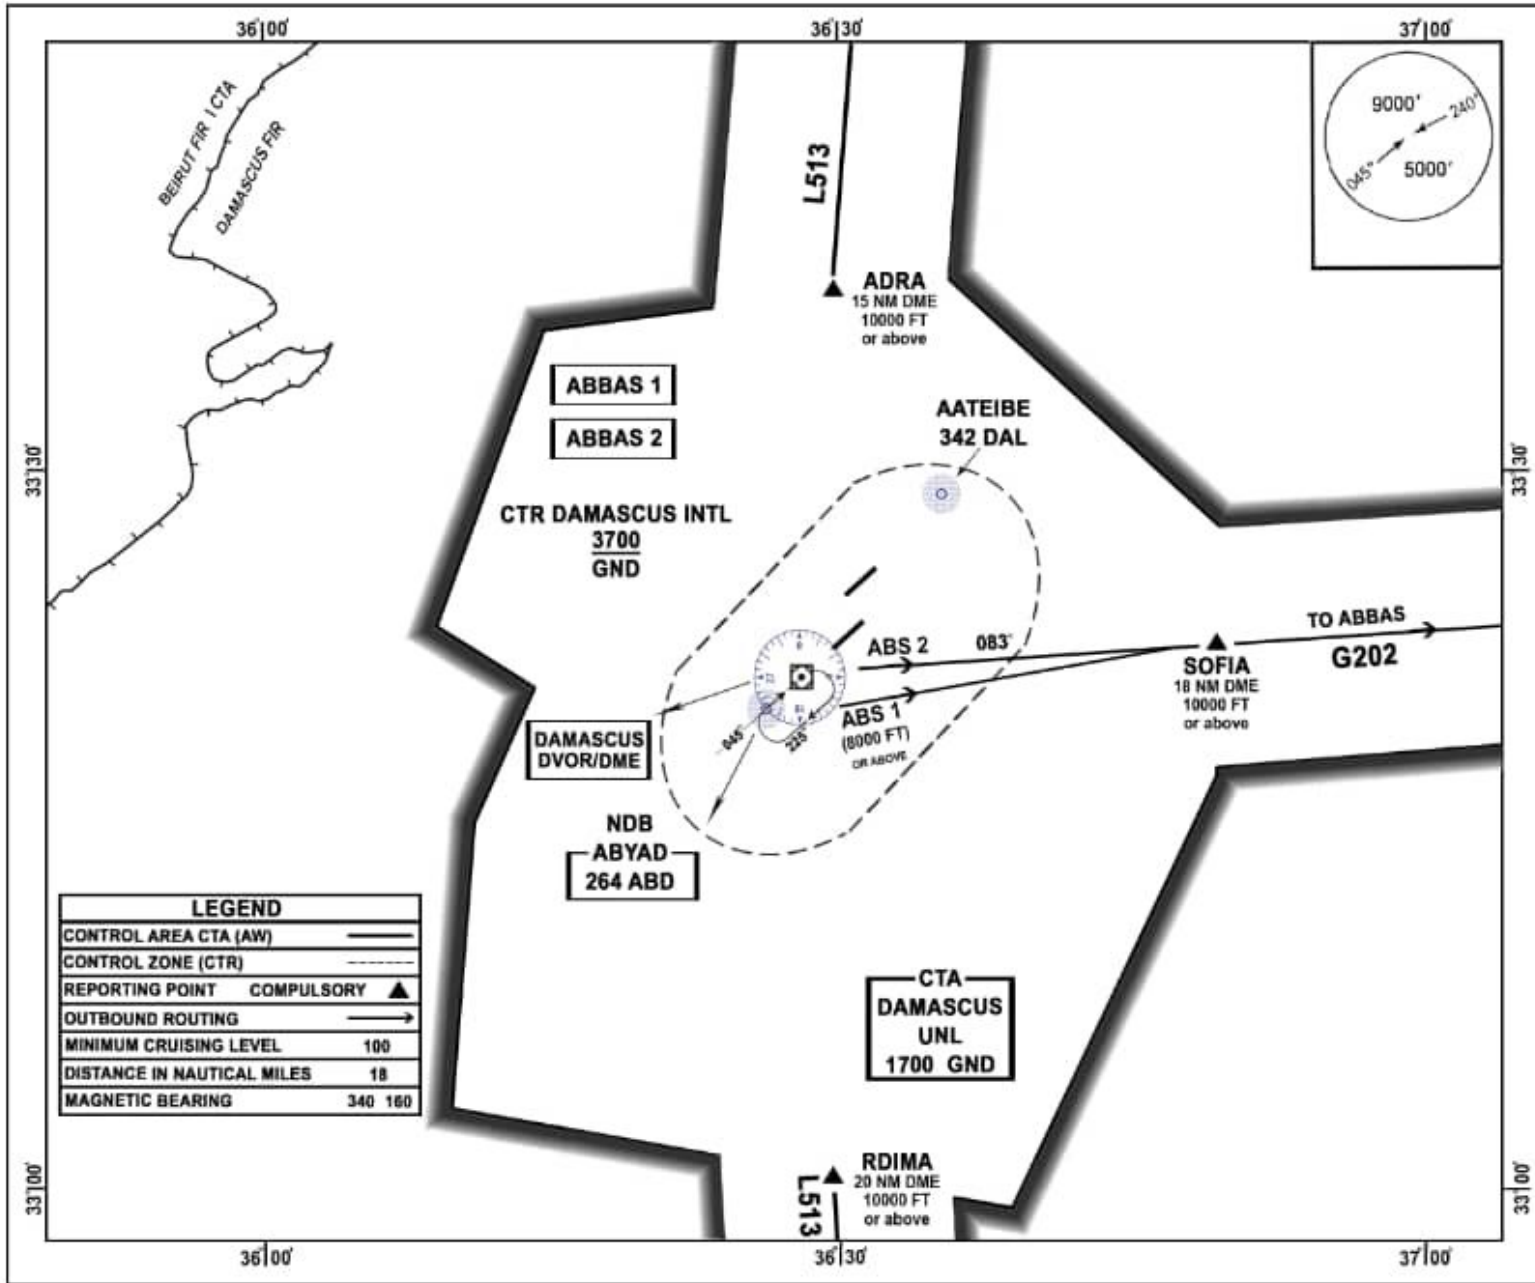 36°00'
36°30'
37°00'
BEIRUT FIR \ CTA
DAMASCUS FIR
L513
9000'
240°
045°
5000'
ADRA
15 NM DME
10000 FT
or above
ABBAS 1
ABBAS 2
AATEIBE
342 DAL
33°30'
33°30'
CTR DAMASCUS INTL
3700
GND
ABS 2
083°
TO ABBAS
G202
SOFIA
18 NM DME
10000 FT
or above
ABS 1
(8000 FT)
OR ABOVE
045°
225°
DAMASCUS
DVOR/DME
NDB
ABYAD
264 ABD
LEGEND
CONTROL AREA CTA (AW)
CONTROL ZONE (CTR)
REPORTING POINT COMPULSORY
OUTBOUND ROUTING
MINIMUM CRUISING LEVEL 100
DISTANCE IN NAUTICAL MILES 18
MAGNETIC BEARING 340 160
CTA
DAMASCUS
UNL
1700 GND
RDIMA
20 NM DME
10000 FT
or above
L513
33°00'
33°00'
36°00'
36°30'
37°00'